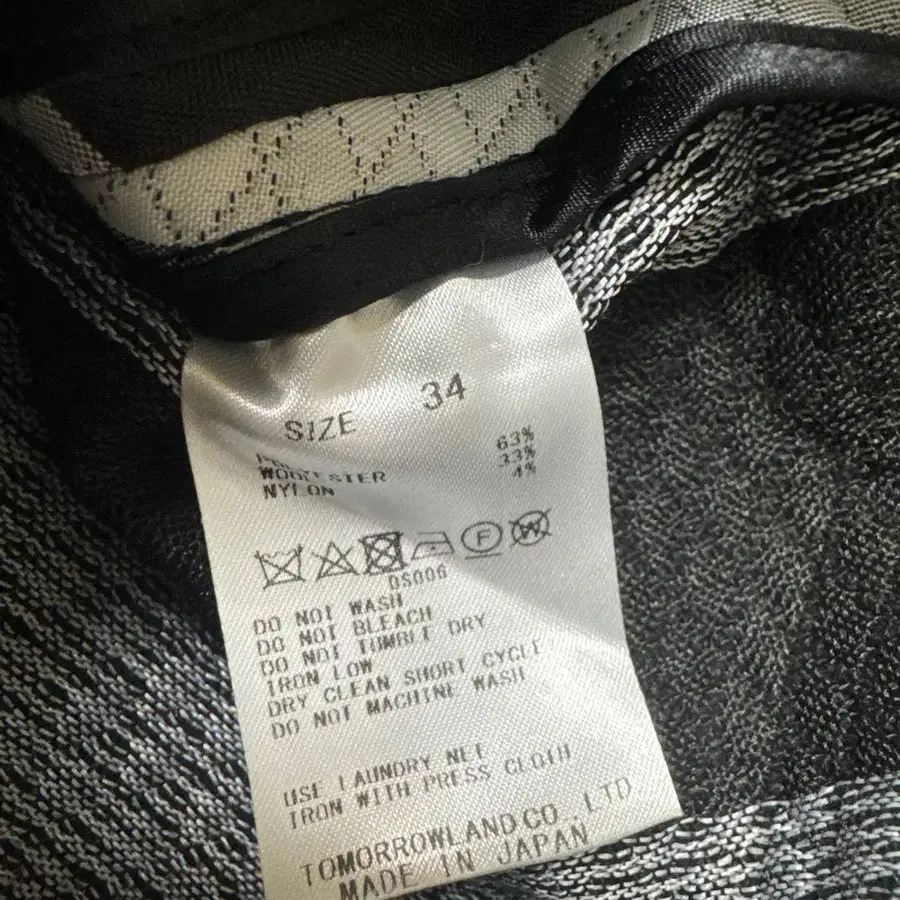 SIZE 34
POLYESTER 63%
WOOL 33%
NYLON 4%
F W
DS006
DO NOT WASH
DO NOT BLEACH
DO NOT TUMBLE DRY
IRON LOW
DRY CLEAN SHORT CYCLE
DO NOT MACHINE WASH
USE LAUNDRY NET
IRON WITH PRESS CLOTH
TOMORROWLAND CO., LTD
MADE IN JAPAN